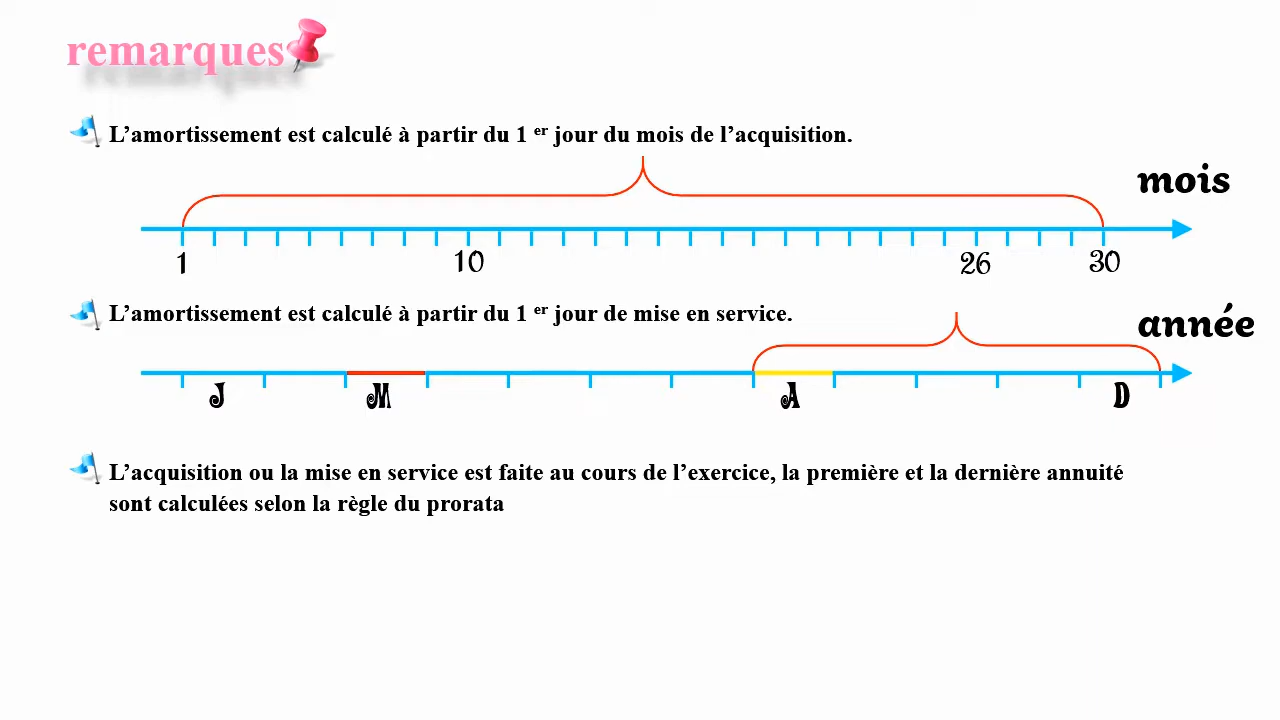 remarques
L’amortissement est calculé à partir du 1 er jour du mois de l’acquisition.
mois
1 10 26 30
L’amortissement est calculé à partir du 1 er jour de mise en service.
année
J M A D
L’acquisition ou la mise en service est faite au cours de l’exercice, la première et la dernière annuité
sont calculées selon la règle du prorata